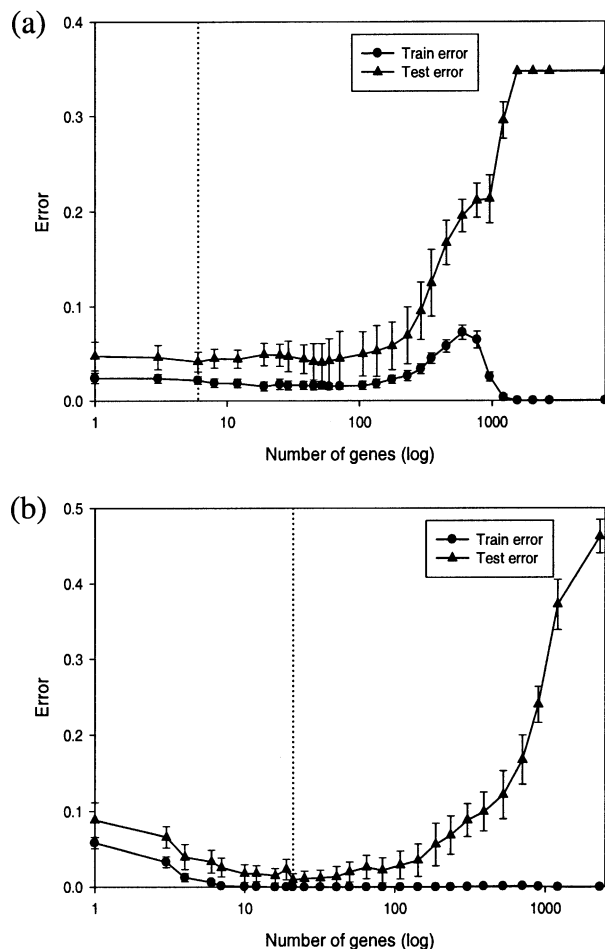 (a)
0.4
0.3
0.2
0.1
0.0
Error
Train error
Test error
1
10
100
1000
Number of genes (log)
(b)
0.5
0.4
0.3
0.2
0.1
0.0
Error
Train error
Test error
1
10
100
1000
Number of genes (log)